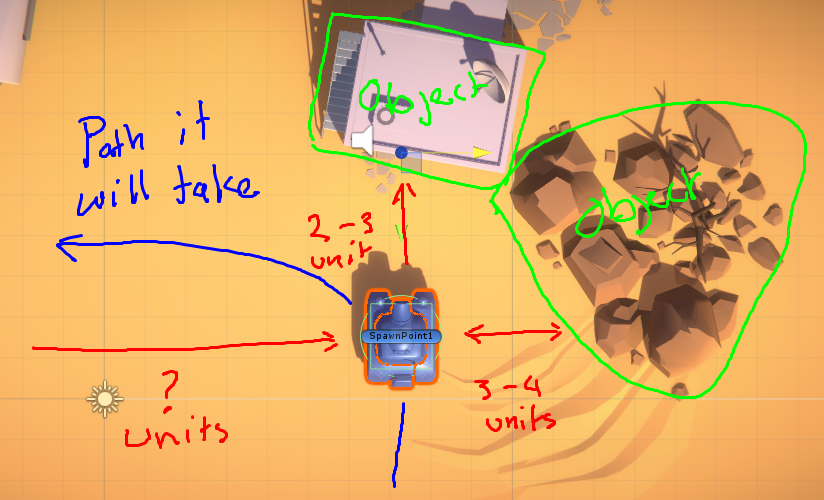 Object
Path it
will take
Object
2-3
unit
SpawnPoint1
?
units
3-4
units